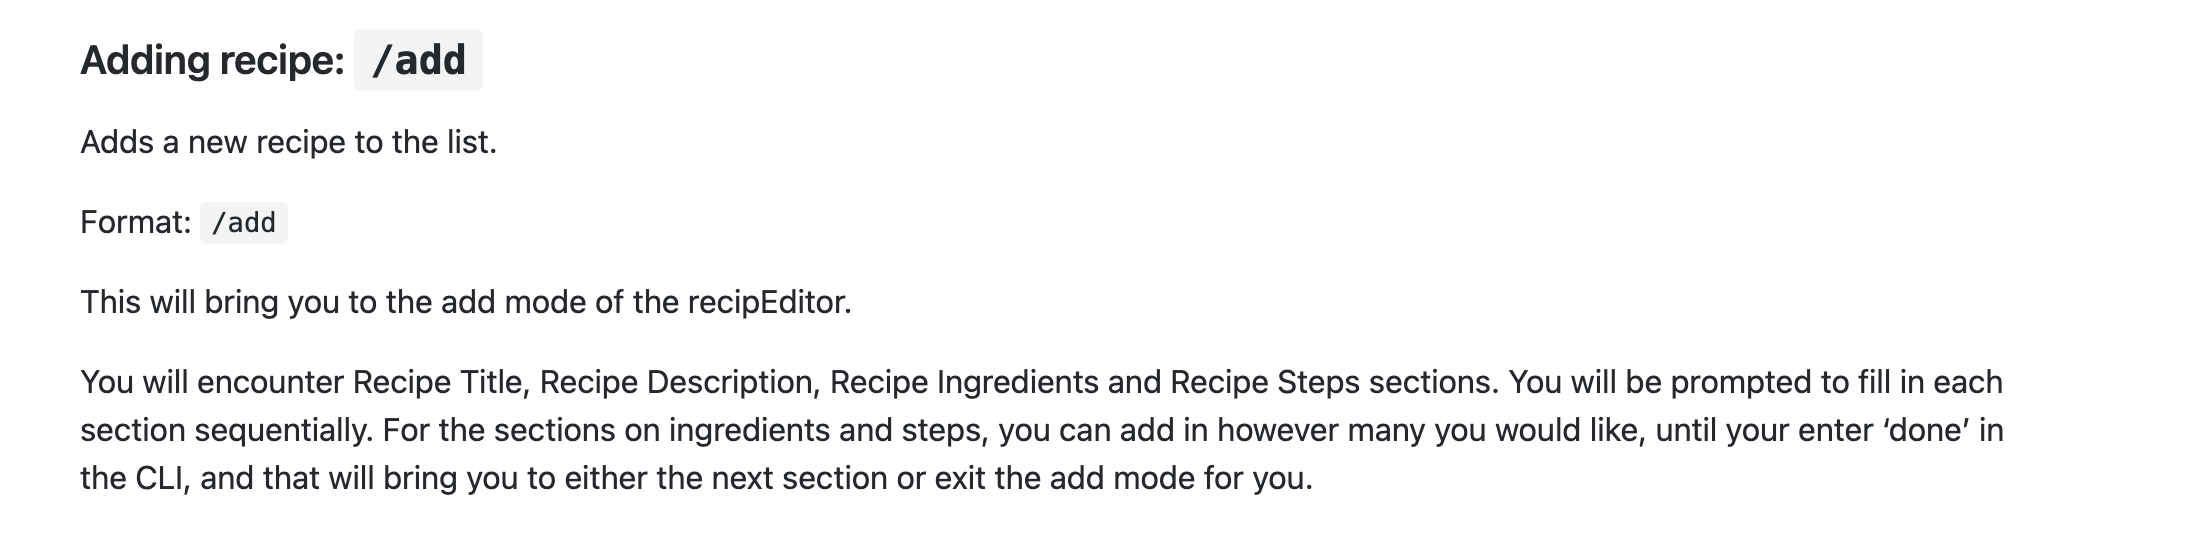 Adding recipe: /add
Adds a new recipe to the list.
Format: /add
This will bring you to the add mode of the recipEditor.
You will encounter Recipe Title, Recipe Description, Recipe Ingredients and Recipe Steps sections. You will be prompted to fill in each
section sequentially. For the sections on ingredients and steps, you can add in however many you would like, until your enter ‘done’ in
the CLI, and that will bring you to either the next section or exit the add mode for you.